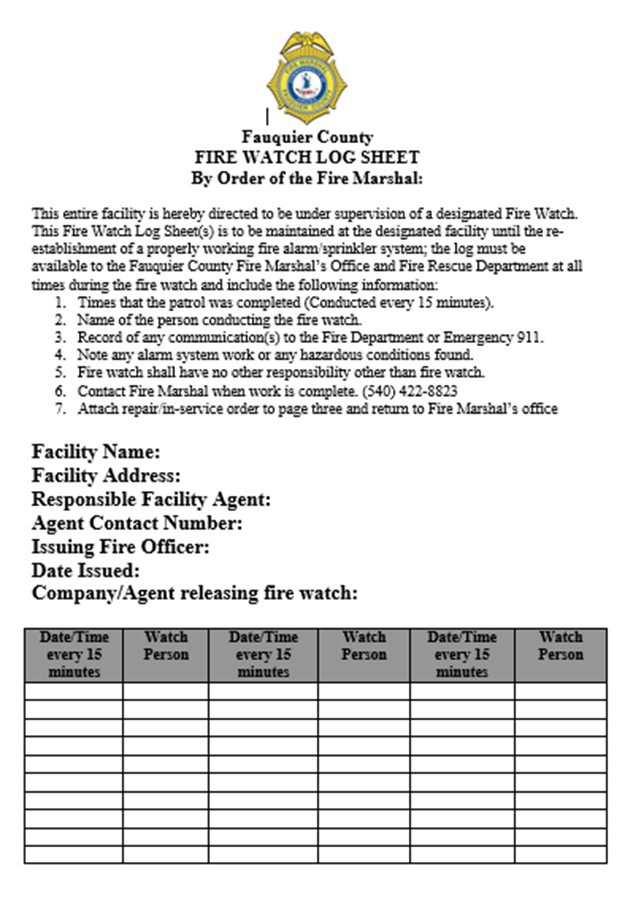 FIRE MARSHAL
FAUQUIER COUNTY
Fauquier County
FIRE WATCH LOG SHEET
By Order of the Fire Marshal:
This entire facility is hereby directed to be under supervision of a designated Fire Watch.
This Fire Watch Log Sheet(s) is to be maintained at the designated facility until the re-
establishment of a properly working fire alarm/sprinkler system; the log must be
available to the Fauquier County Fire Marshal's Office and Fire Rescue Department at all
times during the fire watch and include the following information:
1. Times that the patrol was completed (Conducted every 15 minutes).
2. Name of the person conducting the fire watch.
3. Record of any communication(s) to the Fire Department or Emergency 911.
4. Note any alarm system work or any hazardous conditions found.
5. Fire watch shall have no other responsibility other than fire watch.
6. Contact Fire Marshal when work is complete. (540) 422-8823
7. Attach repair/in-service order to page three and return to Fire Marshal's office
Facility Name:
Facility Address:
Responsible Facility Agent:
Agent Contact Number:
Issuing Fire Officer:
Date Issued:
Company/Agent releasing fire watch:
Date/Time Watch Date/Time Watch Date/Time Watch
every 15 Person every 15 Person every 15 Person
minutes minutes minutes